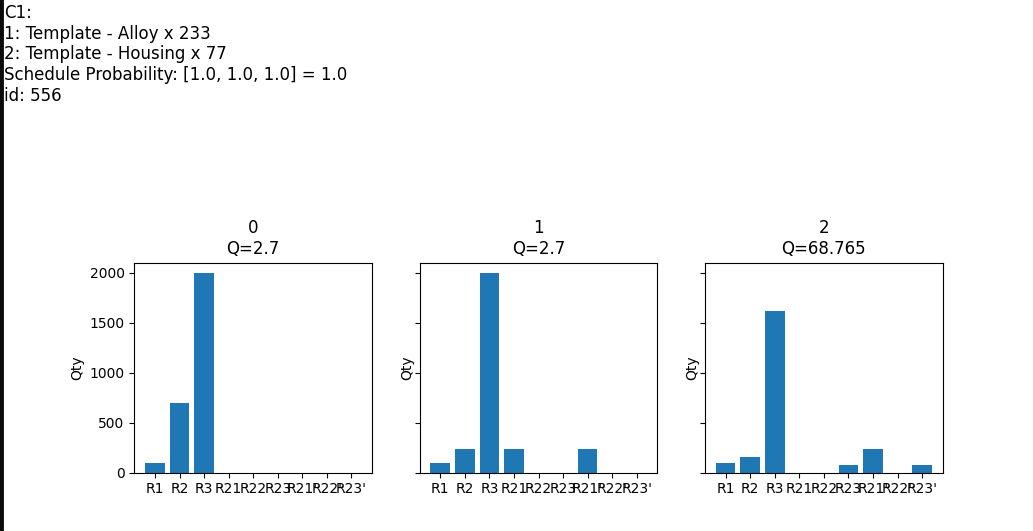 C1:
1: Template - Alloy x 233
2: Template - Housing x 77
Schedule Probability: [1.0, 1.0, 1.0] = 1.0
id: 556
0
Q=2.7
1
Q=2.7
2
Q=68.765
2000
1500
1000
500
0
Qty
Qty
Qty
R1 R2 R3 R21 R22 R23 R21' R22' R23'
R1 R2 R3 R21 R22 R23 R21' R22' R23'
R1 R2 R3 R21 R22 R23 R21' R22' R23'